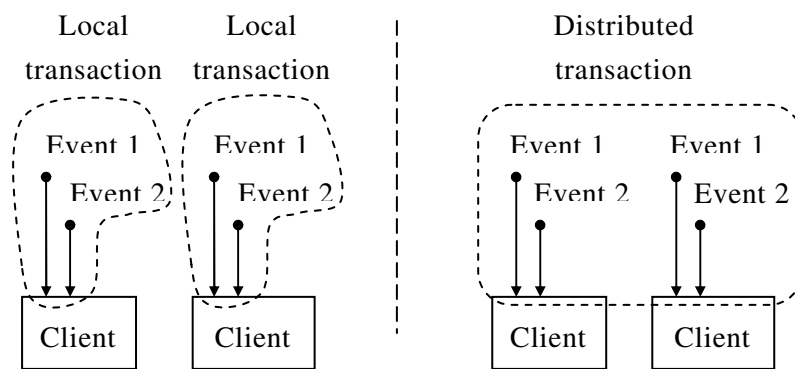 Local Local Distributed
transaction transaction transaction
Event 1 Event 1 Event 1 Event 1
Event 2 Event 2 Event 2 Event 2
Client Client Client Client